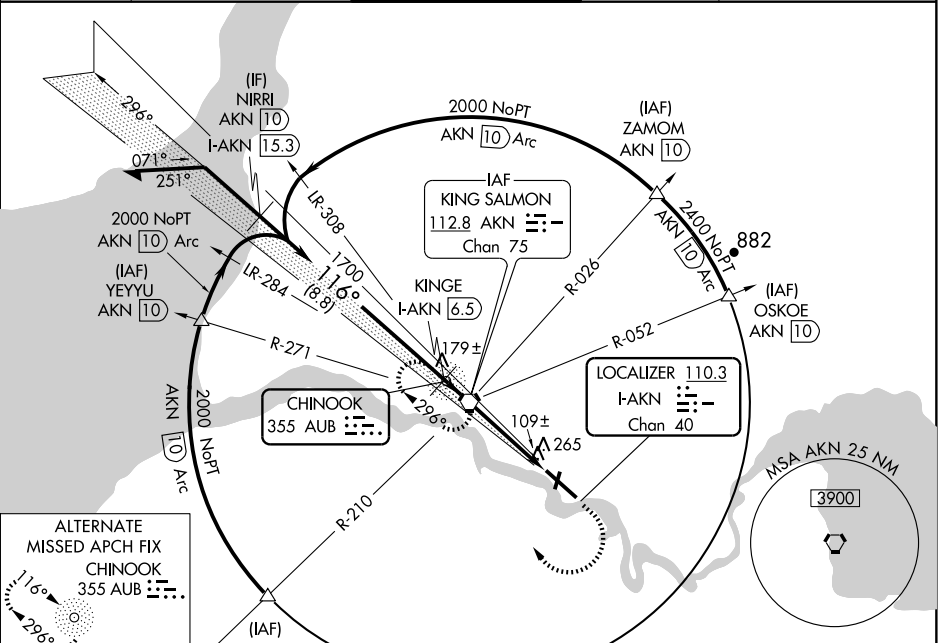 (IF)
NIRRI
AKN 10
I-AKN 15.3
296°
071°
251°
2000 NoPT
AKN 10 Arc
(IAF)
ZAMOM
AKN 10
IAF
KING SALMON
112.8 AKN
Chan 75
2400 NoPT
AKN 10 Arc
882
(IAF)
OSKOE
AKN 10
LR-308
R-026
R-052
2000 NoPT
AKN 10 Arc
(IAF)
YEYYU
AKN 10
LR-284
1700
116°
(8.8)
KINGE
I-AKN 6.5
R-271
179±
296°
CHINOOK
355 AUB
LOCALIZER 110.3
I-AKN
Chan 40
109±
265
2000 NoPT
AKN 10 Arc
R-210
(IAF)
MSA AKN 25 NM
3900
ALTERNATE
MISSED APCH FIX
CHINOOK
355 AUB
116°
296°